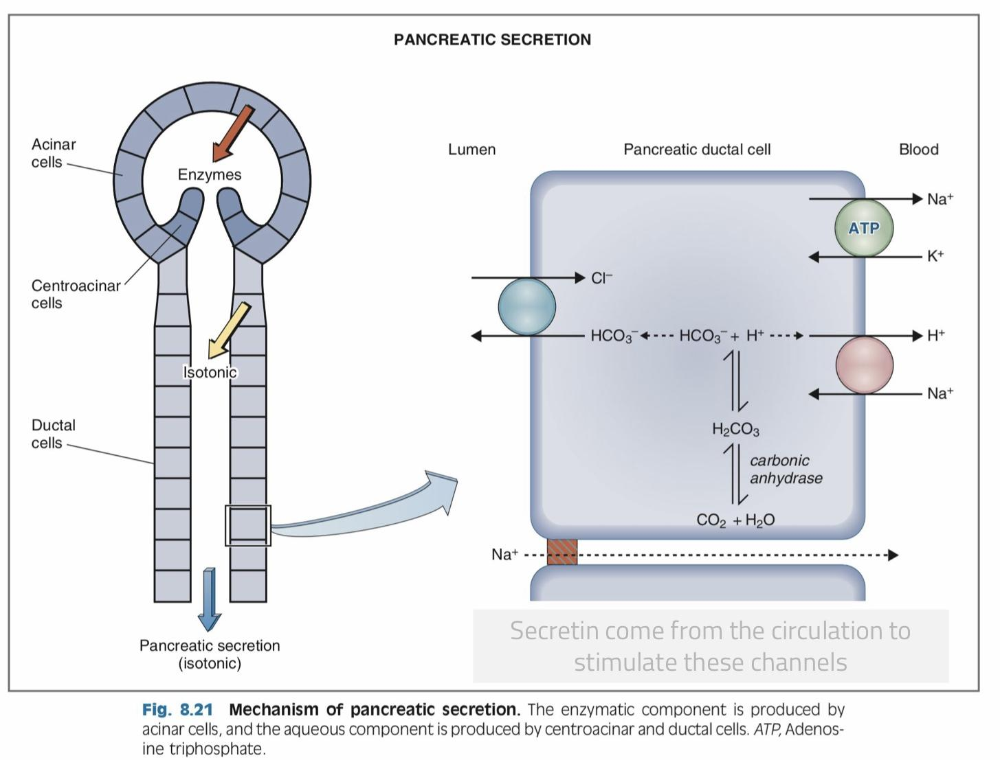 PANCREATIC SECRETION
Acinar
cells
Enzymes
Centroacinar
cells
Isotonic
Ductal
cells
Pancreatic secretion
(isotonic)
Lumen
Pancreatic ductal cell
Blood
Na⁺
ATP
K⁺
Cl⁻
HCO₃⁻ HCO₃⁻ + H⁺ H⁺
Na⁺
H₂CO₃
carbonic
anhydrase
CO₂ + H₂O
Na⁺
Secretin come from the circulation to
stimulate these channels
Fig. 8.21 Mechanism of pancreatic secretion. The enzymatic component is produced by
acinar cells, and the aqueous component is produced by centroacinar and ductal cells. ATP, Adenos-
ine triphosphate.